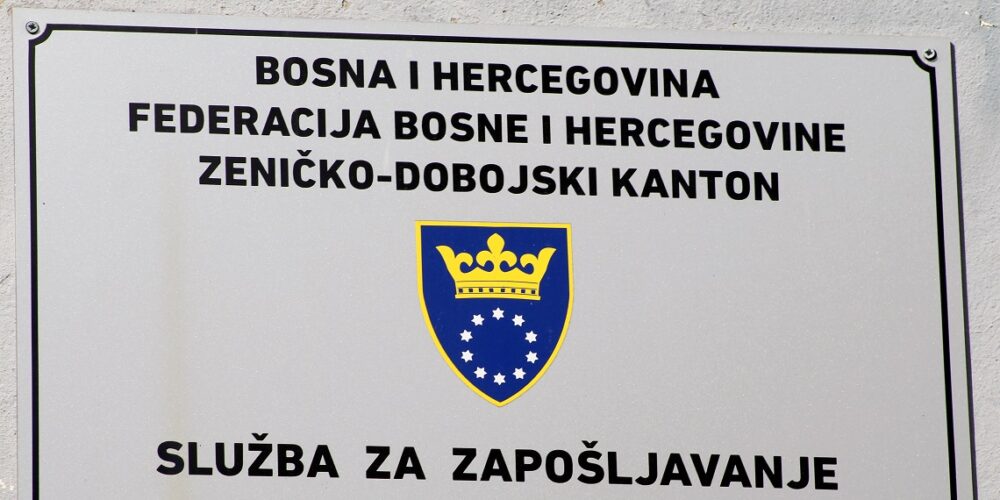 BOSNA I HERCEGOVINA
FEDERACIJA BOSNE I HERCEGOVINE
ZENIČKO-DOBOJSKI KANTON
SLUŽBA ZA ZAPOŠLJAVANJE